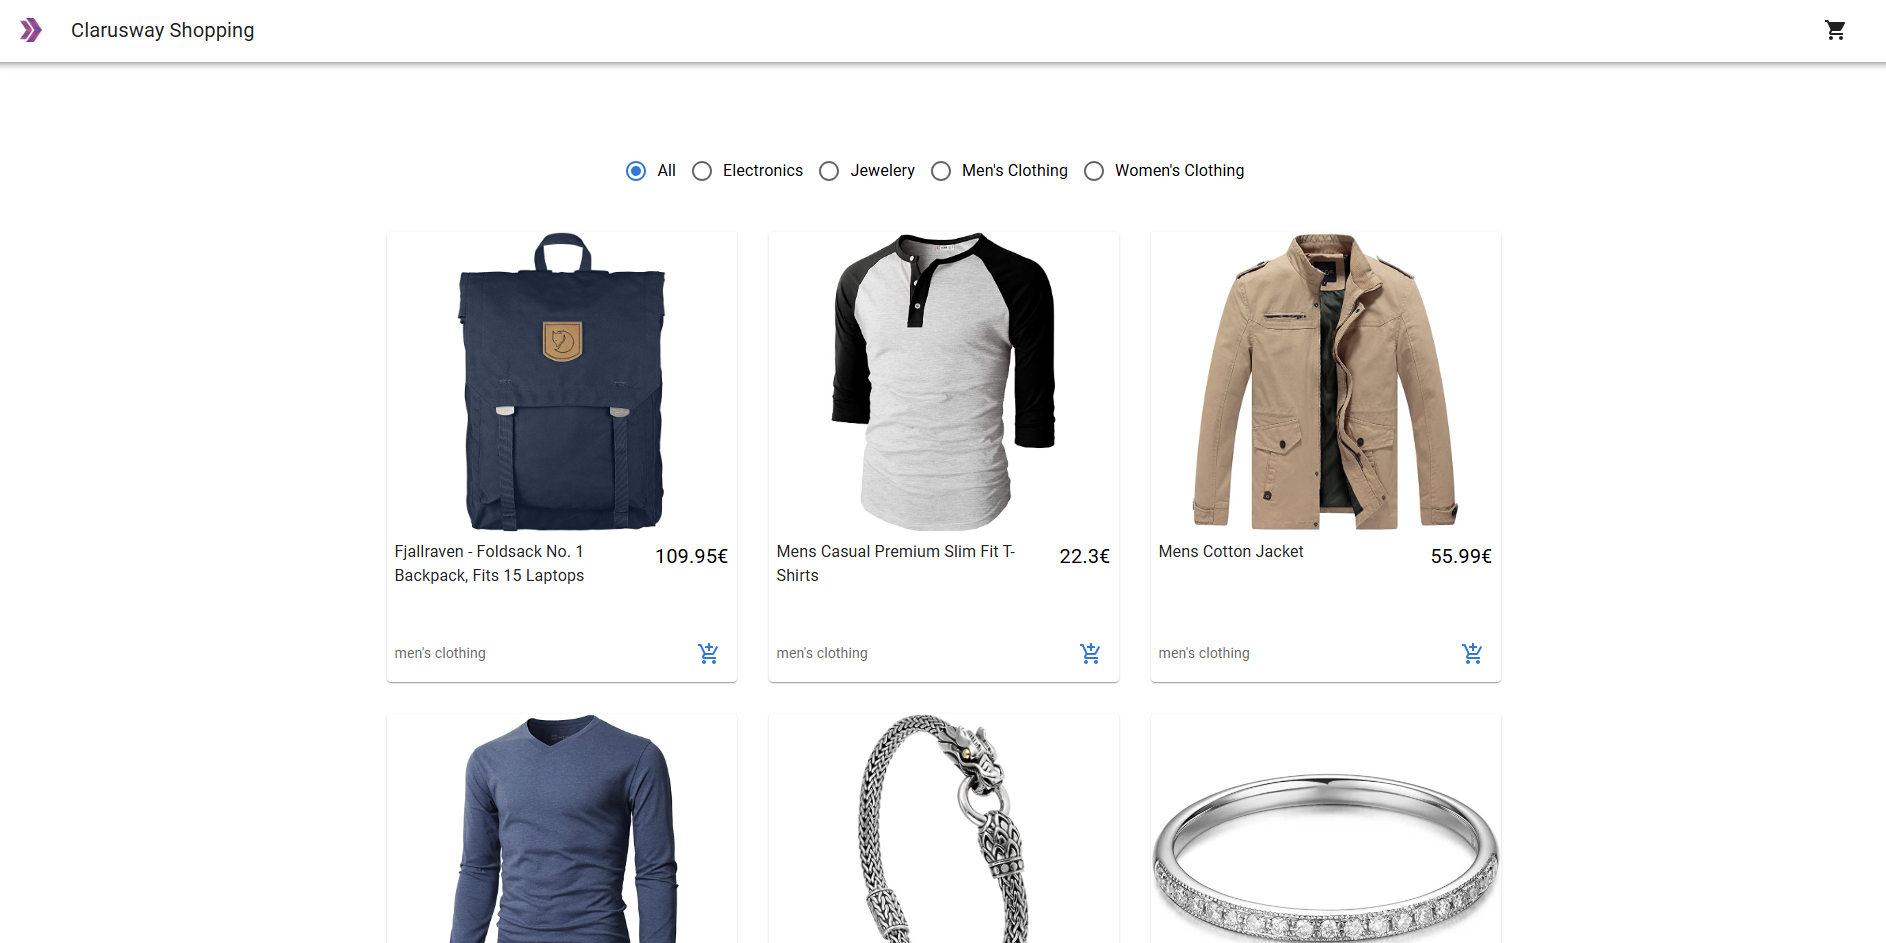 Clarusway Shopping
All Electronics Jewelery Men's Clothing Women's Clothing
Fjallraven - Foldsack No. 1
Backpack, Fits 15 Laptops
109.95€
men's clothing
Mens Casual Premium Slim Fit T-
Shirts
22.3€
men's clothing
Mens Cotton Jacket
55.99€
men's clothing